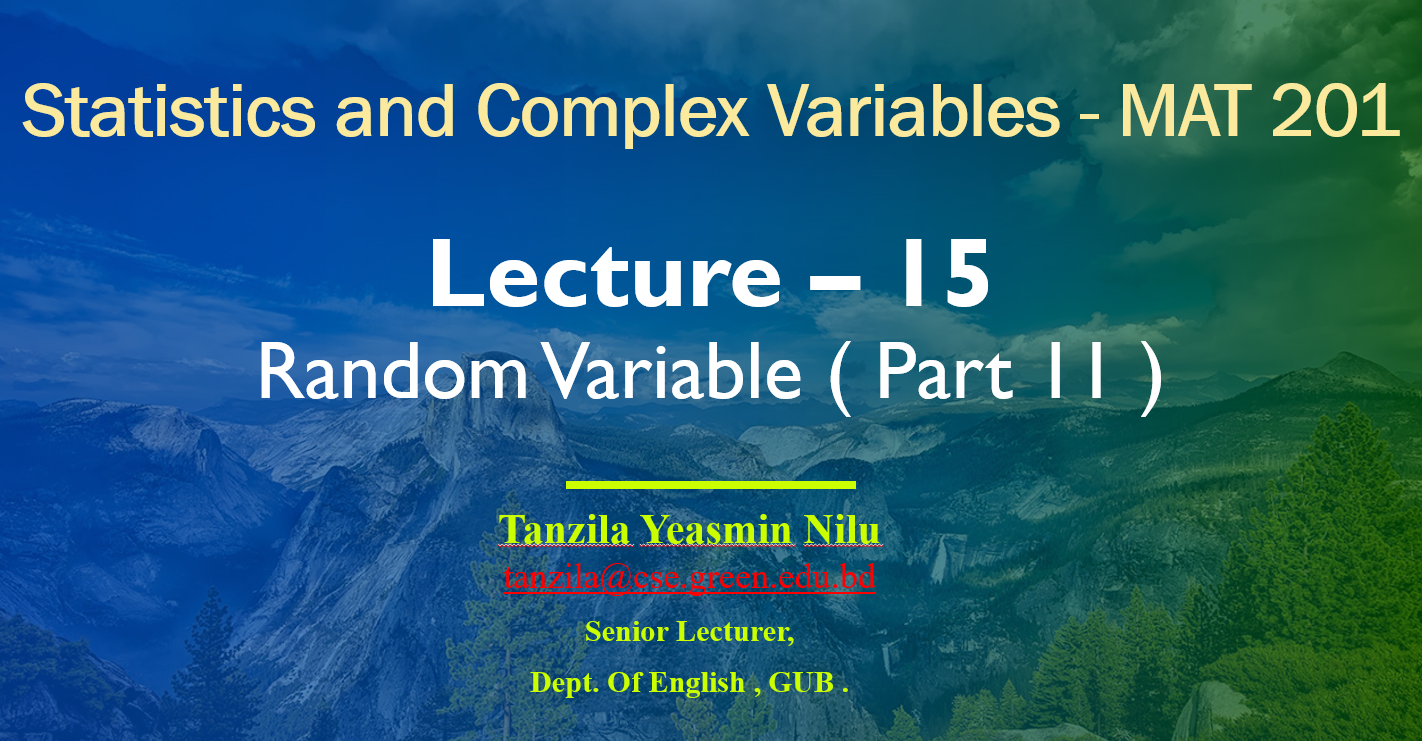 Statistics and Complex Variables - MAT 201
Lecture – 15
Random Variable ( Part 11 )
Tanzila Yeasmin Nilu
tanzila@cse.green.edu.bd
Senior Lecturer,
Dept. Of English , GUB .